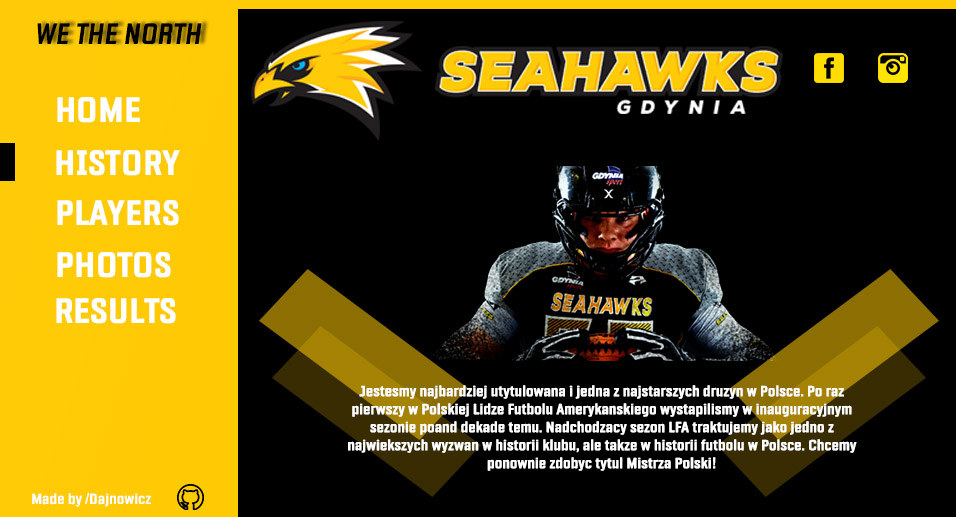 WE THE NORTH
HOME
HISTORY
PLAYERS
PHOTOS
RESULTS
Made by /Dajnowicz
SEAHAWKS
GDYNIA
f
GDYNIA
sport
X
GDYNIA
SEAHAWKS
Jestesmy najbardziej utytulowana i jedna z najstarszych druzyn w Polsce. Po raz
pierwszy w Polskiej Lidze Futbolu Amerykanskiego wystapilismy w inauguracyjnym
sezonie poand dekade temu. Nadchodzacy sezon LFA traktujemy jako jedno z
najwiekszych wyzwan w historii klubu, ale takze w historii futbolu w Polsce. Chcemy
ponownie zdobyc tytul Mistrza Polski!